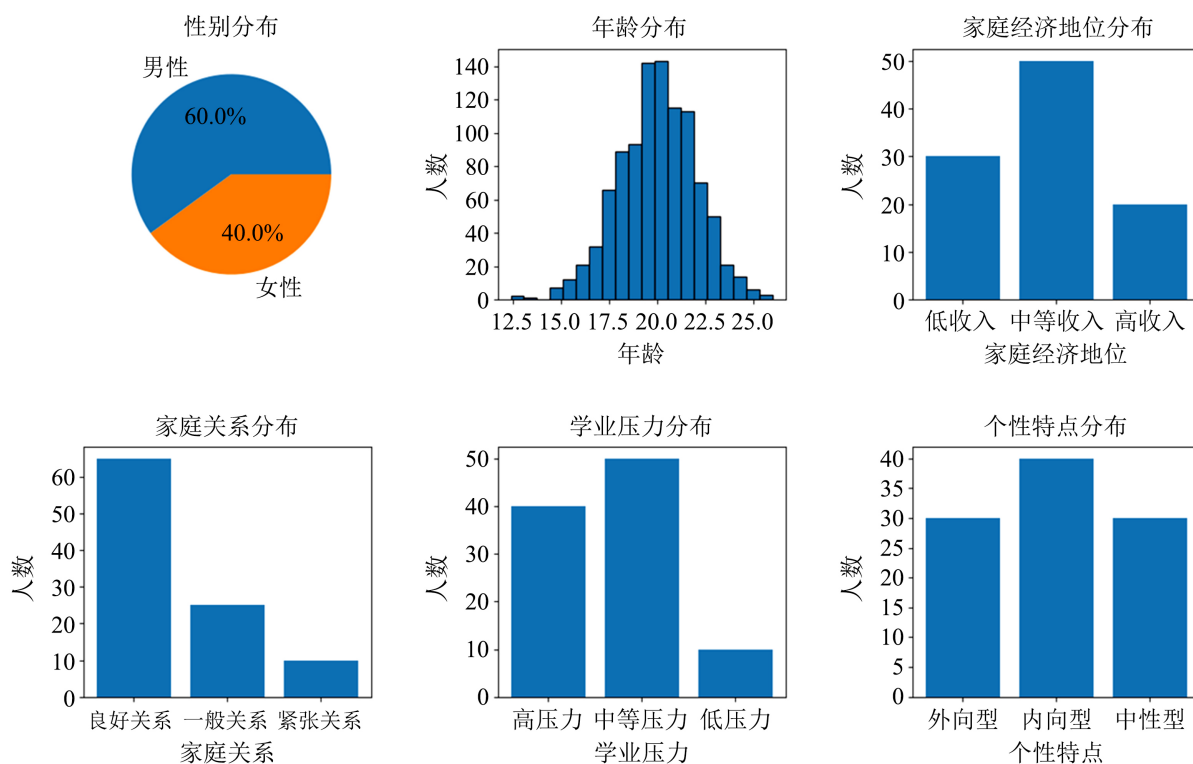 性别分布
男性
60.0%
40.0%
女性
年龄分布
人数
140
120
100
80
60
40
20
0
12.5 15.0 17.5 20.0 22.5 25.0
年龄
家庭经济地位分布
人数
50
40
30
20
10
0
低收入 中等收入 高收入
家庭经济地位
家庭关系分布
人数
60
50
40
30
20
10
0
良好关系 一般关系 紧张关系
家庭关系
学业压力分布
人数
50
40
30
20
10
0
高压力 中等压力 低压力
学业压力
个性特点分布
人数
40
35
30
25
20
15
10
5
0
外向型 内向型 中性型
个性特点